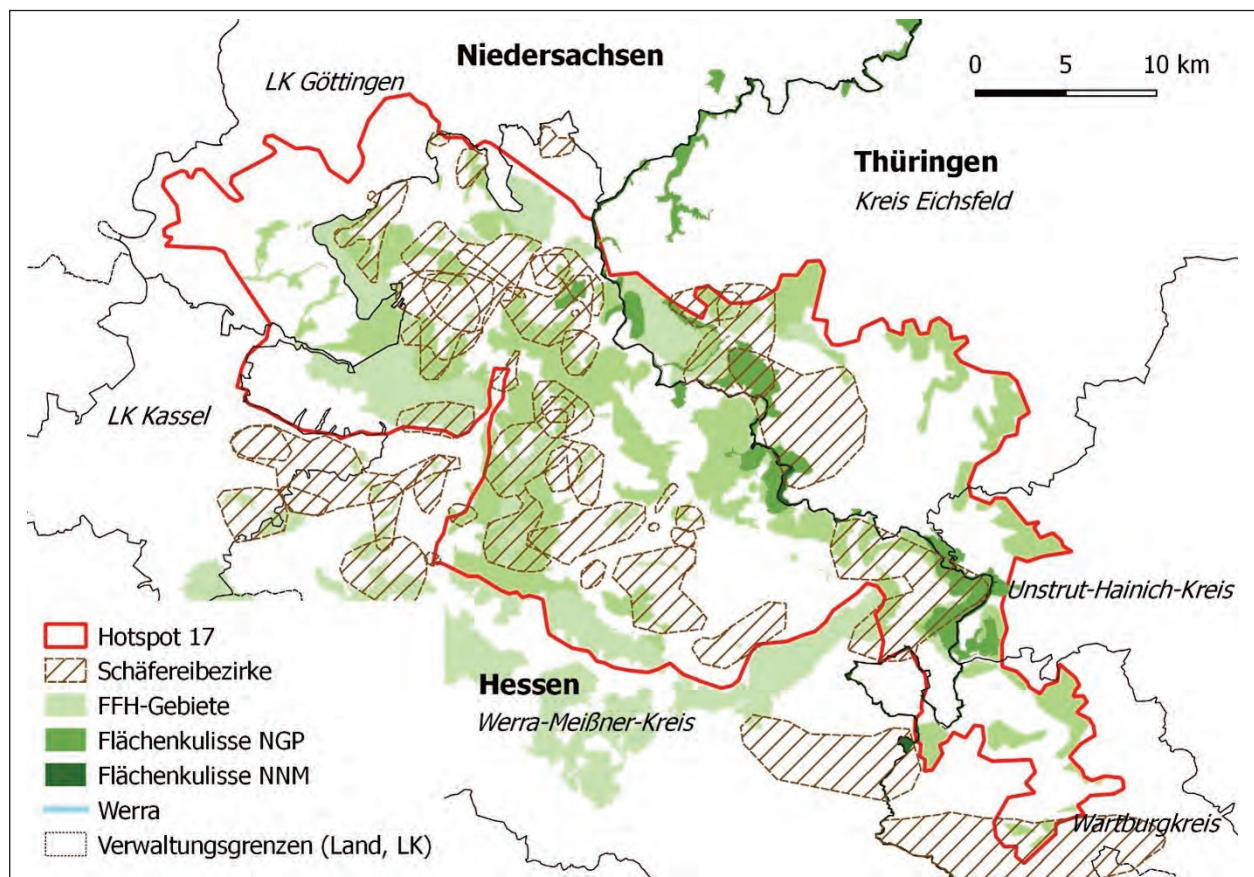 Niedersachsen
LK Göttingen
0 5 10 km
Thüringen
Kreis Eichsfeld
LK Kassel
Unstrut-Hainich-Kreis
Hessen
Werra-Meißner-Kreis
Wartburgkreis
Hotspot 17
Schäfereibezirke
FFH-Gebiete
Flächenkulisse NGP
Flächenkulisse NNM
Werra
Verwaltungsgrenzen (Land, LK)